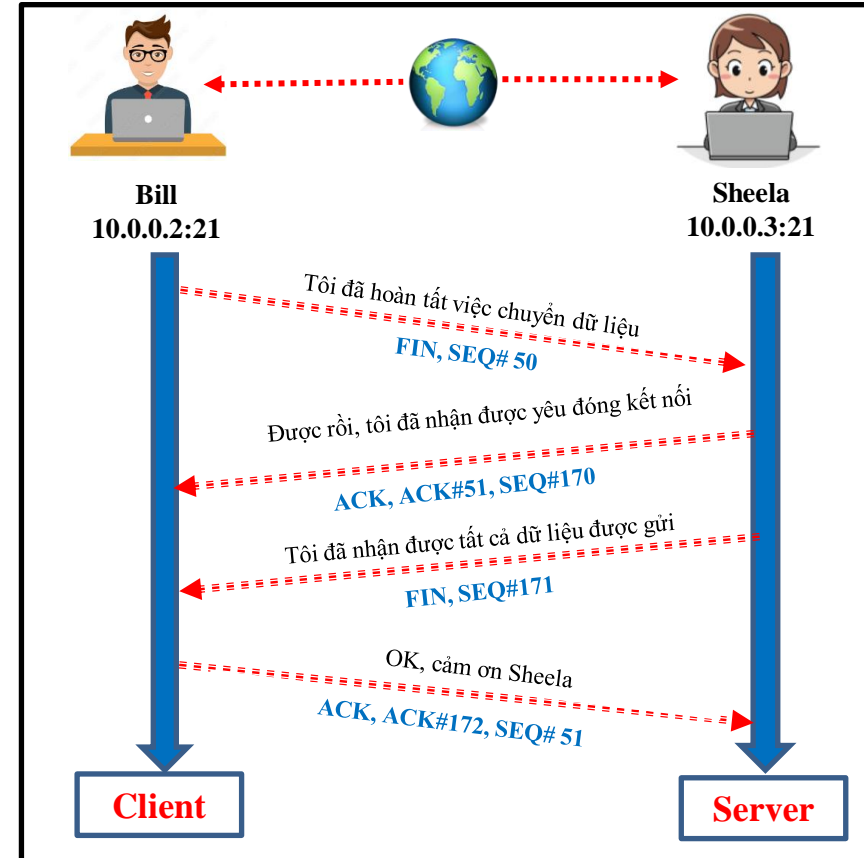 Bill
10.0.0.2:21
Sheela
10.0.0.3:21
Tôi đã hoàn tất việc chuyển dữ liệu
FIN, SEQ# 50
Được rồi, tôi đã nhận được yêu đóng kết nối
ACK, ACK#51, SEQ#170
Tôi đã nhận được tất cả dữ liệu được gửi
FIN, SEQ#171
OK, cảm ơn Sheela
ACK, ACK#172, SEQ# 51
Client
Server